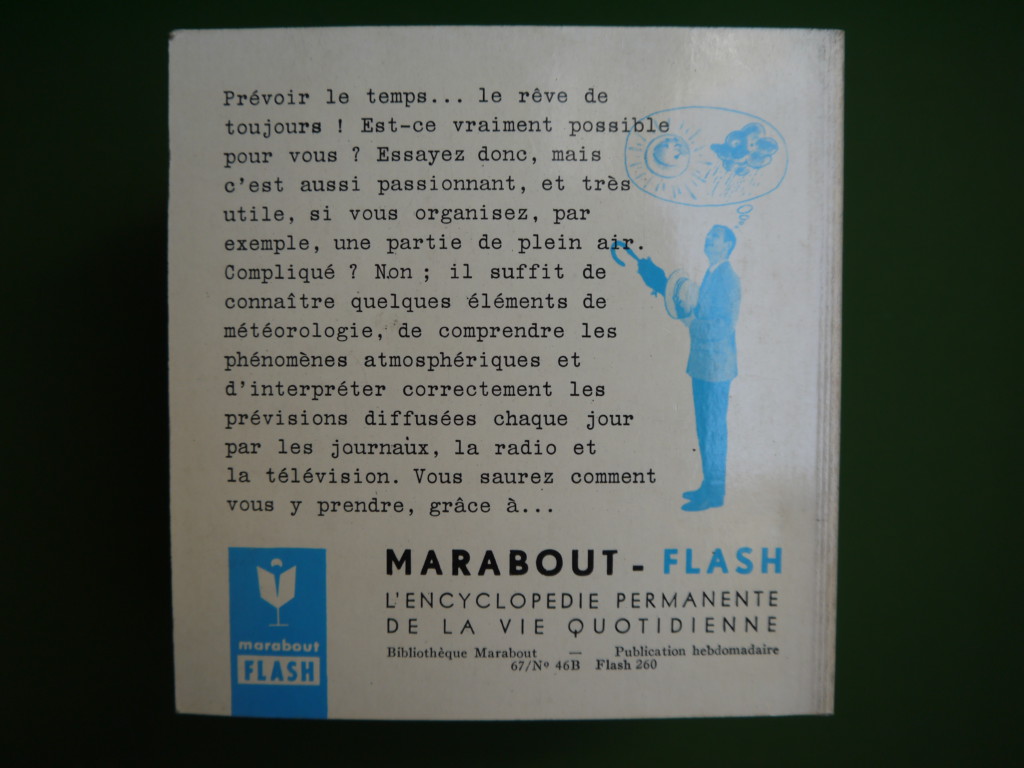 Prévoir le temps... le rêve de
toujours ! Est-ce vraiment possible
pour vous ? Essayez donc, mais
c'est aussi passionnant, et très
utile, si vous organisez, par
exemple, une partie de plein air.
Compliqué ? Non ; il suffit de
connaître quelques éléments de
météorologie, de comprendre les
phénomènes atmosphériques et
d'interpréter correctement les
prévisions diffusées chaque jour
par les journaux, la radio et
la télévision. Vous saurez comment
vous y prendre, grâce à...
MARABOUT - FLASH
L'ENCYCLOPEDIE PERMANENTE
DE LA VIE QUOTIDIENNE
Bibliothèque Marabout — Publication hebdomadaire
67/Nº 46B Flash 260
marabout
FLASH